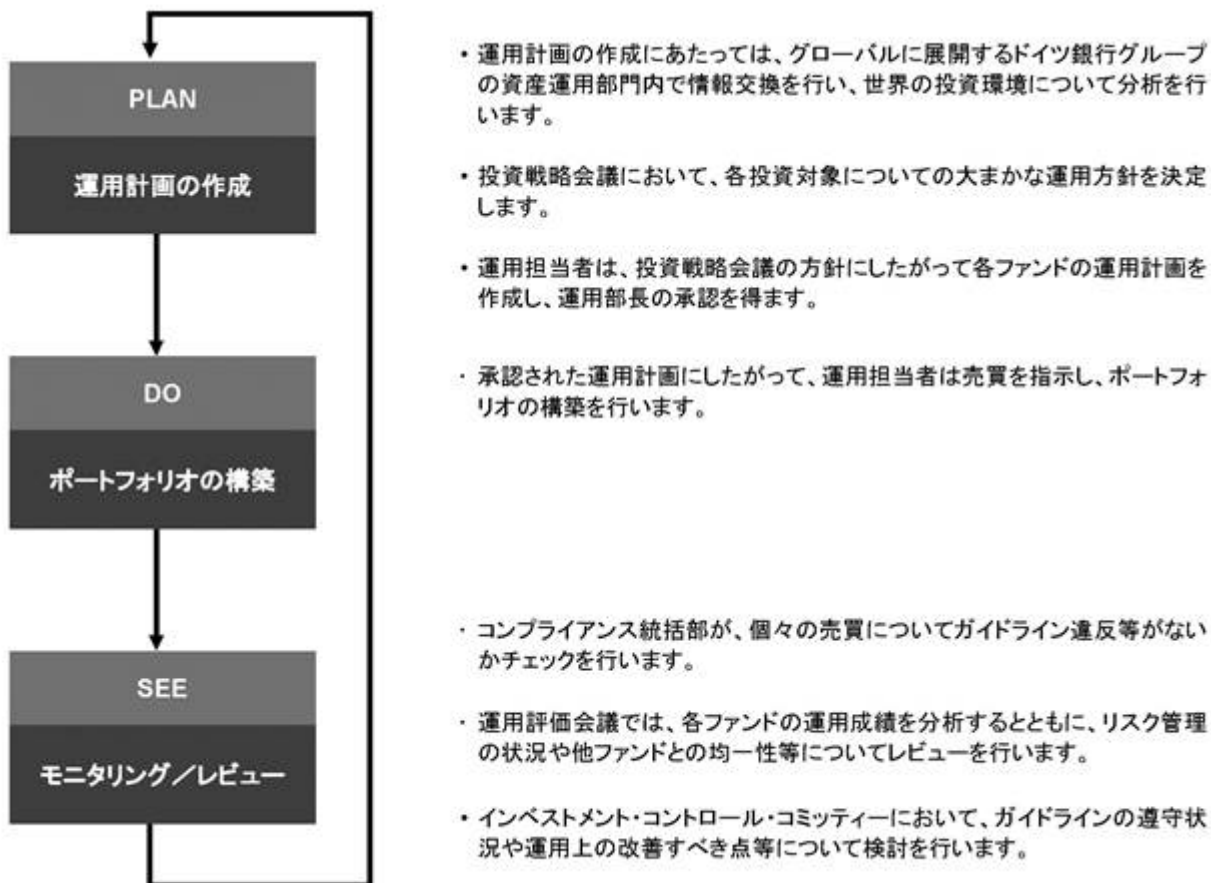 PLAN
運用計画の作成
・運用計画の作成にあたっては、グローバルに展開するドイツ銀行グループ
の資産運用部門内で情報交換を行い、世界の投資環境について分析を行
います。
・投資戦略会議において、各投資対象についての大まかな運用方針を決定
します。
・運用担当者は、投資戦略会議の方針にしたがって各ファンドの運用計画を
作成し、運用部長の承認を得ます。
DO
ポートフォリオの構築
・承認された運用計画にしたがって、運用担当者は売買を指示し、ポートフォ
リオの構築を行います。
SEE
モニタリング／レビュー
・コンプライアンス統括部が、個々の売買についてガイドライン違反等がない
かチェックを行います。
・運用評価会議では、各ファンドの運用成績を分析するとともに、リスク管理
の状況や他ファンドとの均一性等についてレビューを行います。
・インベストメント・コントロール・コミッティーにおいて、ガイドラインの遵守状
況や運用上の改善すべき点等について検討を行います。